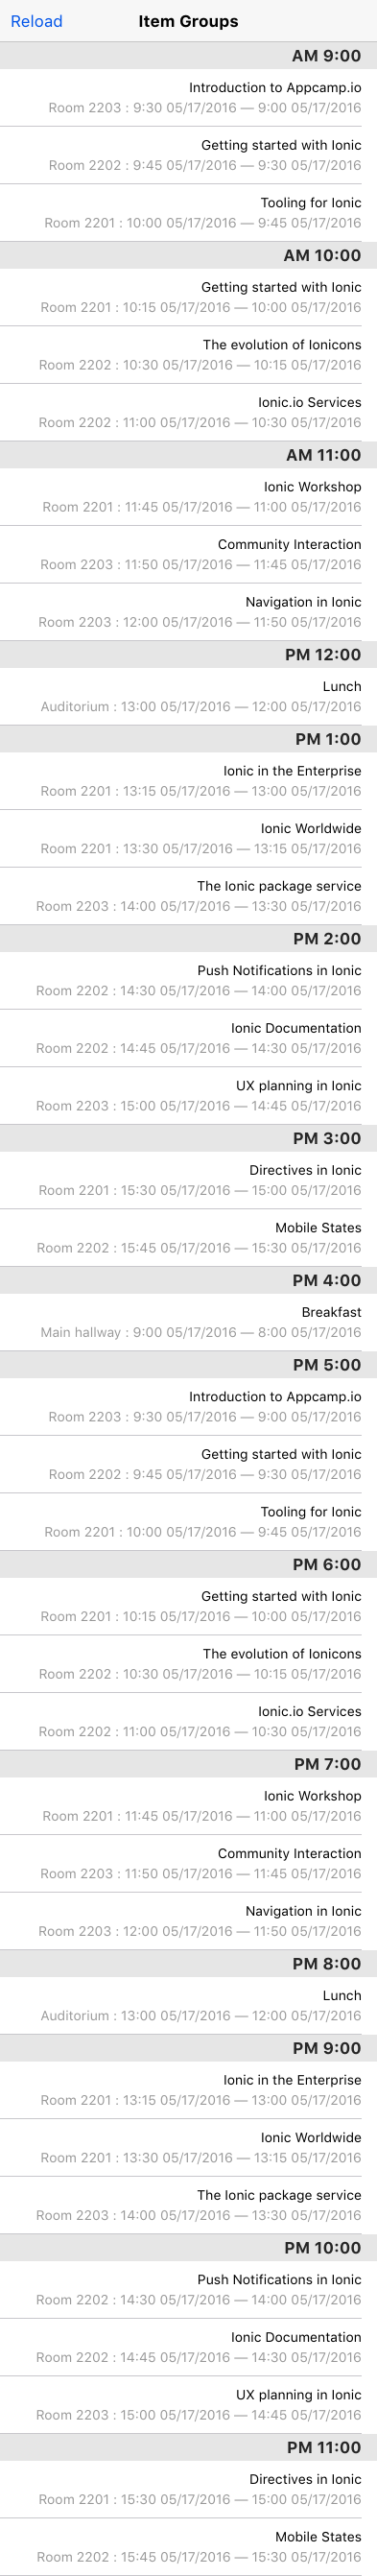 Reload
Item Groups
AM 9:00
Introduction to Appcamp.io
Room 2203 : 9:30 05/17/2016 — 9:00 05/17/2016
Getting started with Ionic
Room 2202 : 9:45 05/17/2016 — 9:30 05/17/2016
Tooling for Ionic
Room 2201 : 10:00 05/17/2016 — 9:45 05/17/2016
AM 10:00
Getting started with Ionic
Room 2201 : 10:15 05/17/2016 — 10:00 05/17/2016
The evolution of Ionicons
Room 2202 : 10:30 05/17/2016 — 10:15 05/17/2016
Ionic.io Services
Room 2202 : 11:00 05/17/2016 — 10:30 05/17/2016
AM 11:00
Ionic Workshop
Room 2201 : 11:45 05/17/2016 — 11:00 05/17/2016
Community Interaction
Room 2203 : 11:50 05/17/2016 — 11:45 05/17/2016
Navigation in Ionic
Room 2203 : 12:00 05/17/2016 — 11:50 05/17/2016
PM 12:00
Lunch
Auditorium : 13:00 05/17/2016 — 12:00 05/17/2016
PM 1:00
Ionic in the Enterprise
Room 2201 : 13:15 05/17/2016 — 13:00 05/17/2016
Ionic Worldwide
Room 2201 : 13:30 05/17/2016 — 13:15 05/17/2016
The Ionic package service
Room 2203 : 14:00 05/17/2016 — 13:30 05/17/2016
PM 2:00
Push Notifications in Ionic
Room 2202 : 14:30 05/17/2016 — 14:00 05/17/2016
Ionic Documentation
Room 2202 : 14:45 05/17/2016 — 14:30 05/17/2016
UX planning in Ionic
Room 2203 : 15:00 05/17/2016 — 14:45 05/17/2016
PM 3:00
Directives in Ionic
Room 2201 : 15:30 05/17/2016 — 15:00 05/17/2016
Mobile States
Room 2202 : 15:45 05/17/2016 — 15:30 05/17/2016
PM 4:00
Breakfast
Main hallway : 9:00 05/17/2016 — 8:00 05/17/2016
PM 5:00
Introduction to Appcamp.io
Room 2203 : 9:30 05/17/2016 — 9:00 05/17/2016
Getting started with Ionic
Room 2202 : 9:45 05/17/2016 — 9:30 05/17/2016
Tooling for Ionic
Room 2201 : 10:00 05/17/2016 — 9:45 05/17/2016
PM 6:00
Getting started with Ionic
Room 2201 : 10:15 05/17/2016 — 10:00 05/17/2016
The evolution of Ionicons
Room 2202 : 10:30 05/17/2016 — 10:15 05/17/2016
Ionic.io Services
Room 2202 : 11:00 05/17/2016 — 10:30 05/17/2016
PM 7:00
Ionic Workshop
Room 2201 : 11:45 05/17/2016 — 11:00 05/17/2016
Community Interaction
Room 2203 : 11:50 05/17/2016 — 11:45 05/17/2016
Navigation in Ionic
Room 2203 : 12:00 05/17/2016 — 11:50 05/17/2016
PM 8:00
Lunch
Auditorium : 13:00 05/17/2016 — 12:00 05/17/2016
PM 9:00
Ionic in the Enterprise
Room 2201 : 13:15 05/17/2016 — 13:00 05/17/2016
Ionic Worldwide
Room 2201 : 13:30 05/17/2016 — 13:15 05/17/2016
The Ionic package service
Room 2203 : 14:00 05/17/2016 — 13:30 05/17/2016
PM 10:00
Push Notifications in Ionic
Room 2202 : 14:30 05/17/2016 — 14:00 05/17/2016
Ionic Documentation
Room 2202 : 14:45 05/17/2016 — 14:30 05/17/2016
UX planning in Ionic
Room 2203 : 15:00 05/17/2016 — 14:45 05/17/2016
PM 11:00
Directives in Ionic
Room 2201 : 15:30 05/17/2016 — 15:00 05/17/2016
Mobile States
Room 2202 : 15:45 05/17/2016 — 15:30 05/17/2016